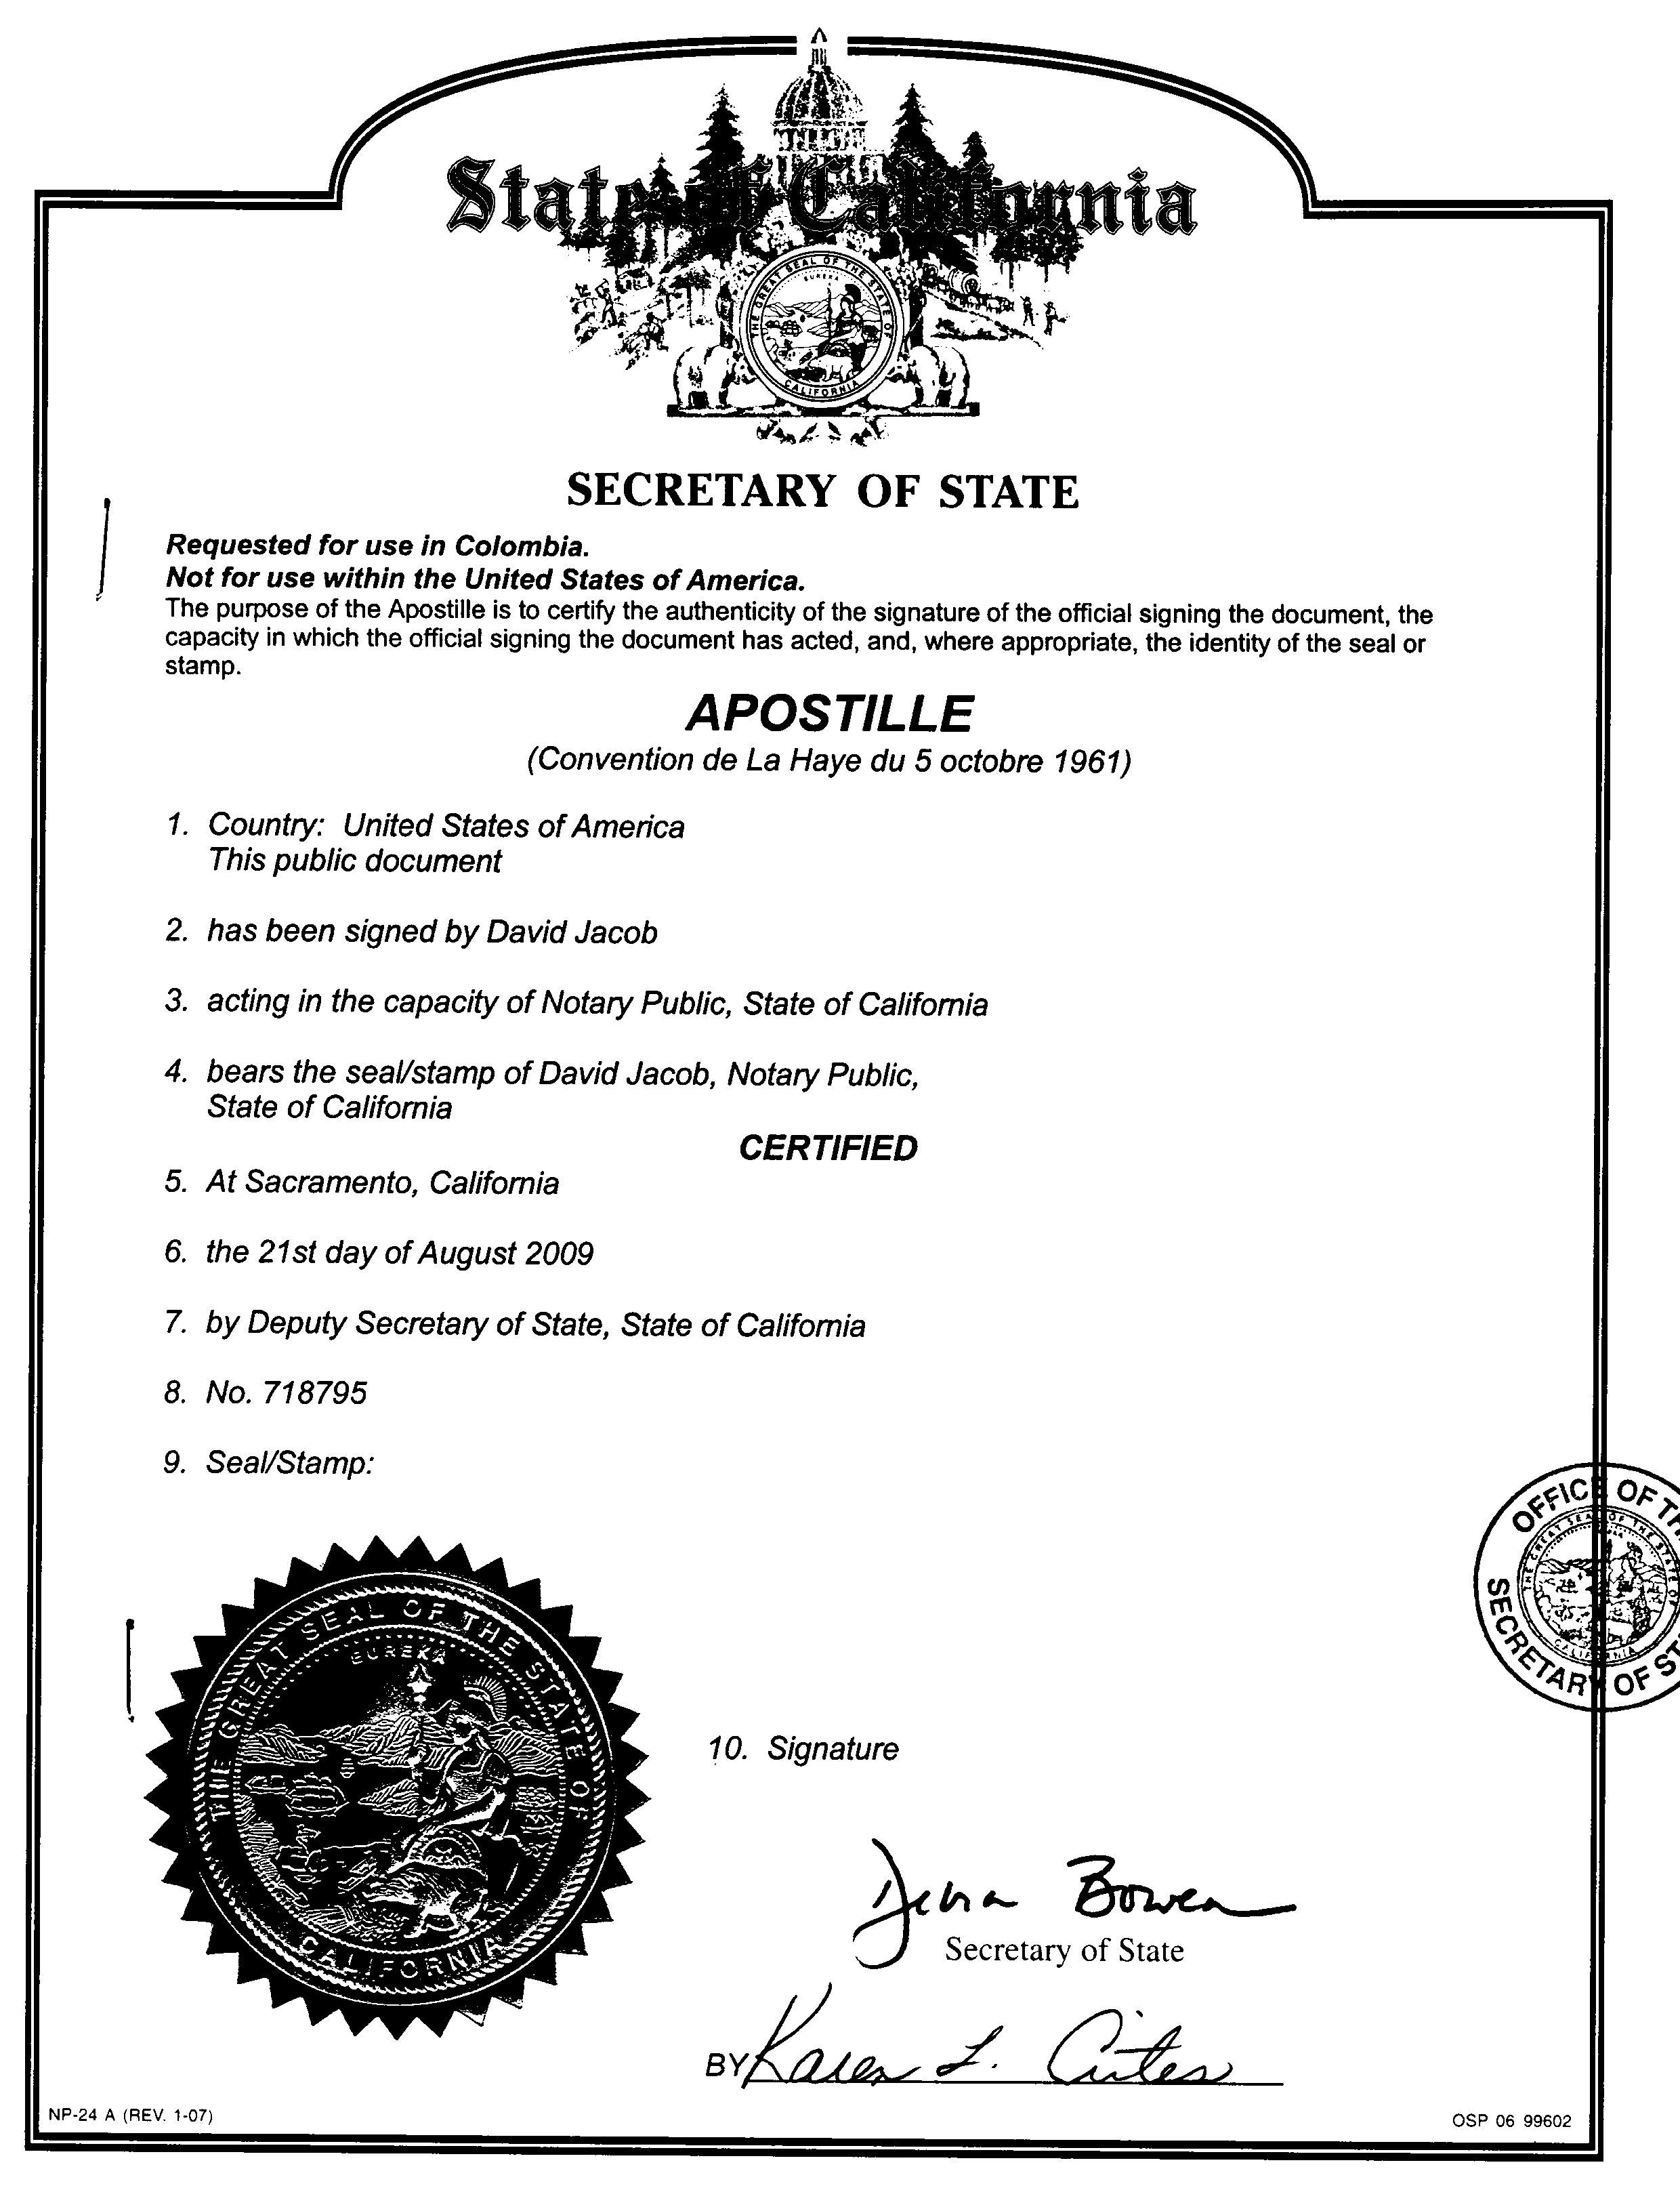 State of California
THE GREAT SEAL OF THE STATE OF CALIFORNIA
EUREKA
SECRETARY OF STATE
Requested for use in Colombia.
Not for use within the United States of America.
The purpose of the Apostille is to certify the authenticity of the signature of the official signing the document, the
capacity in which the official signing the document has acted, and, where appropriate, the identity of the seal or
stamp.
APOSTILLE
(Convention de La Haye du 5 octobre 1961)
1. Country: United States of America
This public document
2. has been signed by David Jacob
3. acting in the capacity of Notary Public, State of California
4. bears the seal/stamp of David Jacob, Notary Public,
State of California
CERTIFIED
5. At Sacramento, California
6. the 21st day of August 2009
7. by Deputy Secretary of State, State of California
8. No. 718795
9. Seal/Stamp:
OFFICE OF TH
THE GREAT SEAL OF THE STATE OF
CALIFORNIA
SECRETARY OF ST
THE GREAT SEAL OF THE STATE OF CALIFORNIA
EUREKA
10. Signature
Debra Bowen
Secretary of State
BY Karen L.
NP-24 A (REV. 1-07)
OSP 06 99602